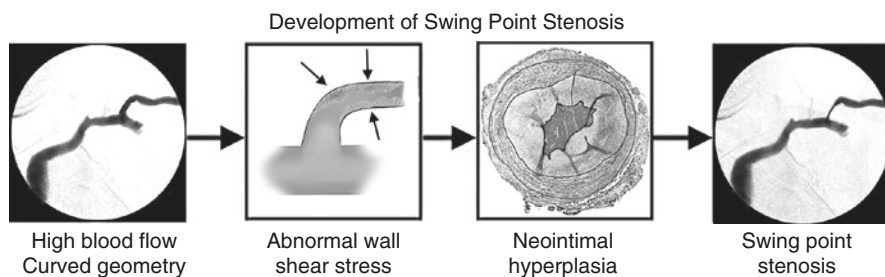 Development of Swing Point Stenosis
High blood flow
Curved geometry
Abnormal wall
shear stress
Neointimal
hyperplasia
Swing point
stenosis